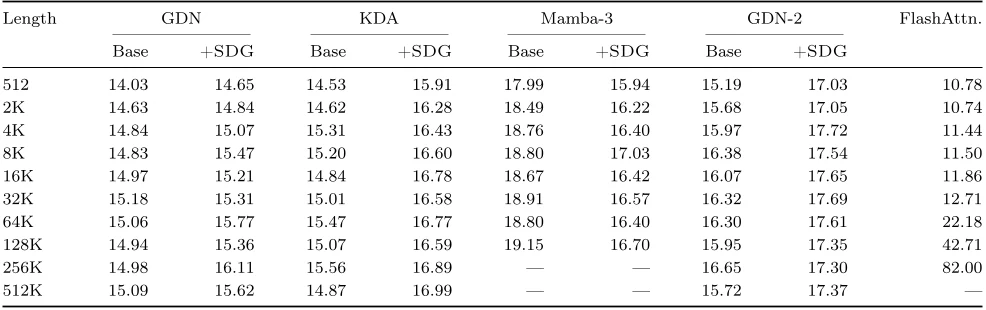 Length GDN KDA Mamba-3 GDN-2 FlashAttn.
Base +SDG Base +SDG Base +SDG Base +SDG
512 14.03 14.65 14.53 15.91 17.99 15.94 15.19 17.03 10.78
2K 14.63 14.84 14.62 16.28 18.49 16.22 15.68 17.05 10.74
4K 14.84 15.07 15.31 16.43 18.76 16.40 15.97 17.72 11.44
8K 14.83 15.47 15.20 16.60 18.80 17.03 16.38 17.54 11.50
16K 14.97 15.21 14.84 16.78 18.67 16.42 16.07 17.65 11.86
32K 15.18 15.31 15.01 16.58 18.91 16.57 16.32 17.69 12.71
64K 15.06 15.77 15.47 16.77 18.80 16.40 16.30 17.61 22.18
128K 14.94 15.36 15.07 16.59 19.15 16.70 15.95 17.35 42.71
256K 14.98 16.11 15.56 16.89 — — 16.65 17.30 82.00
512K 15.09 15.62 14.87 16.99 — — 15.72 17.37 —